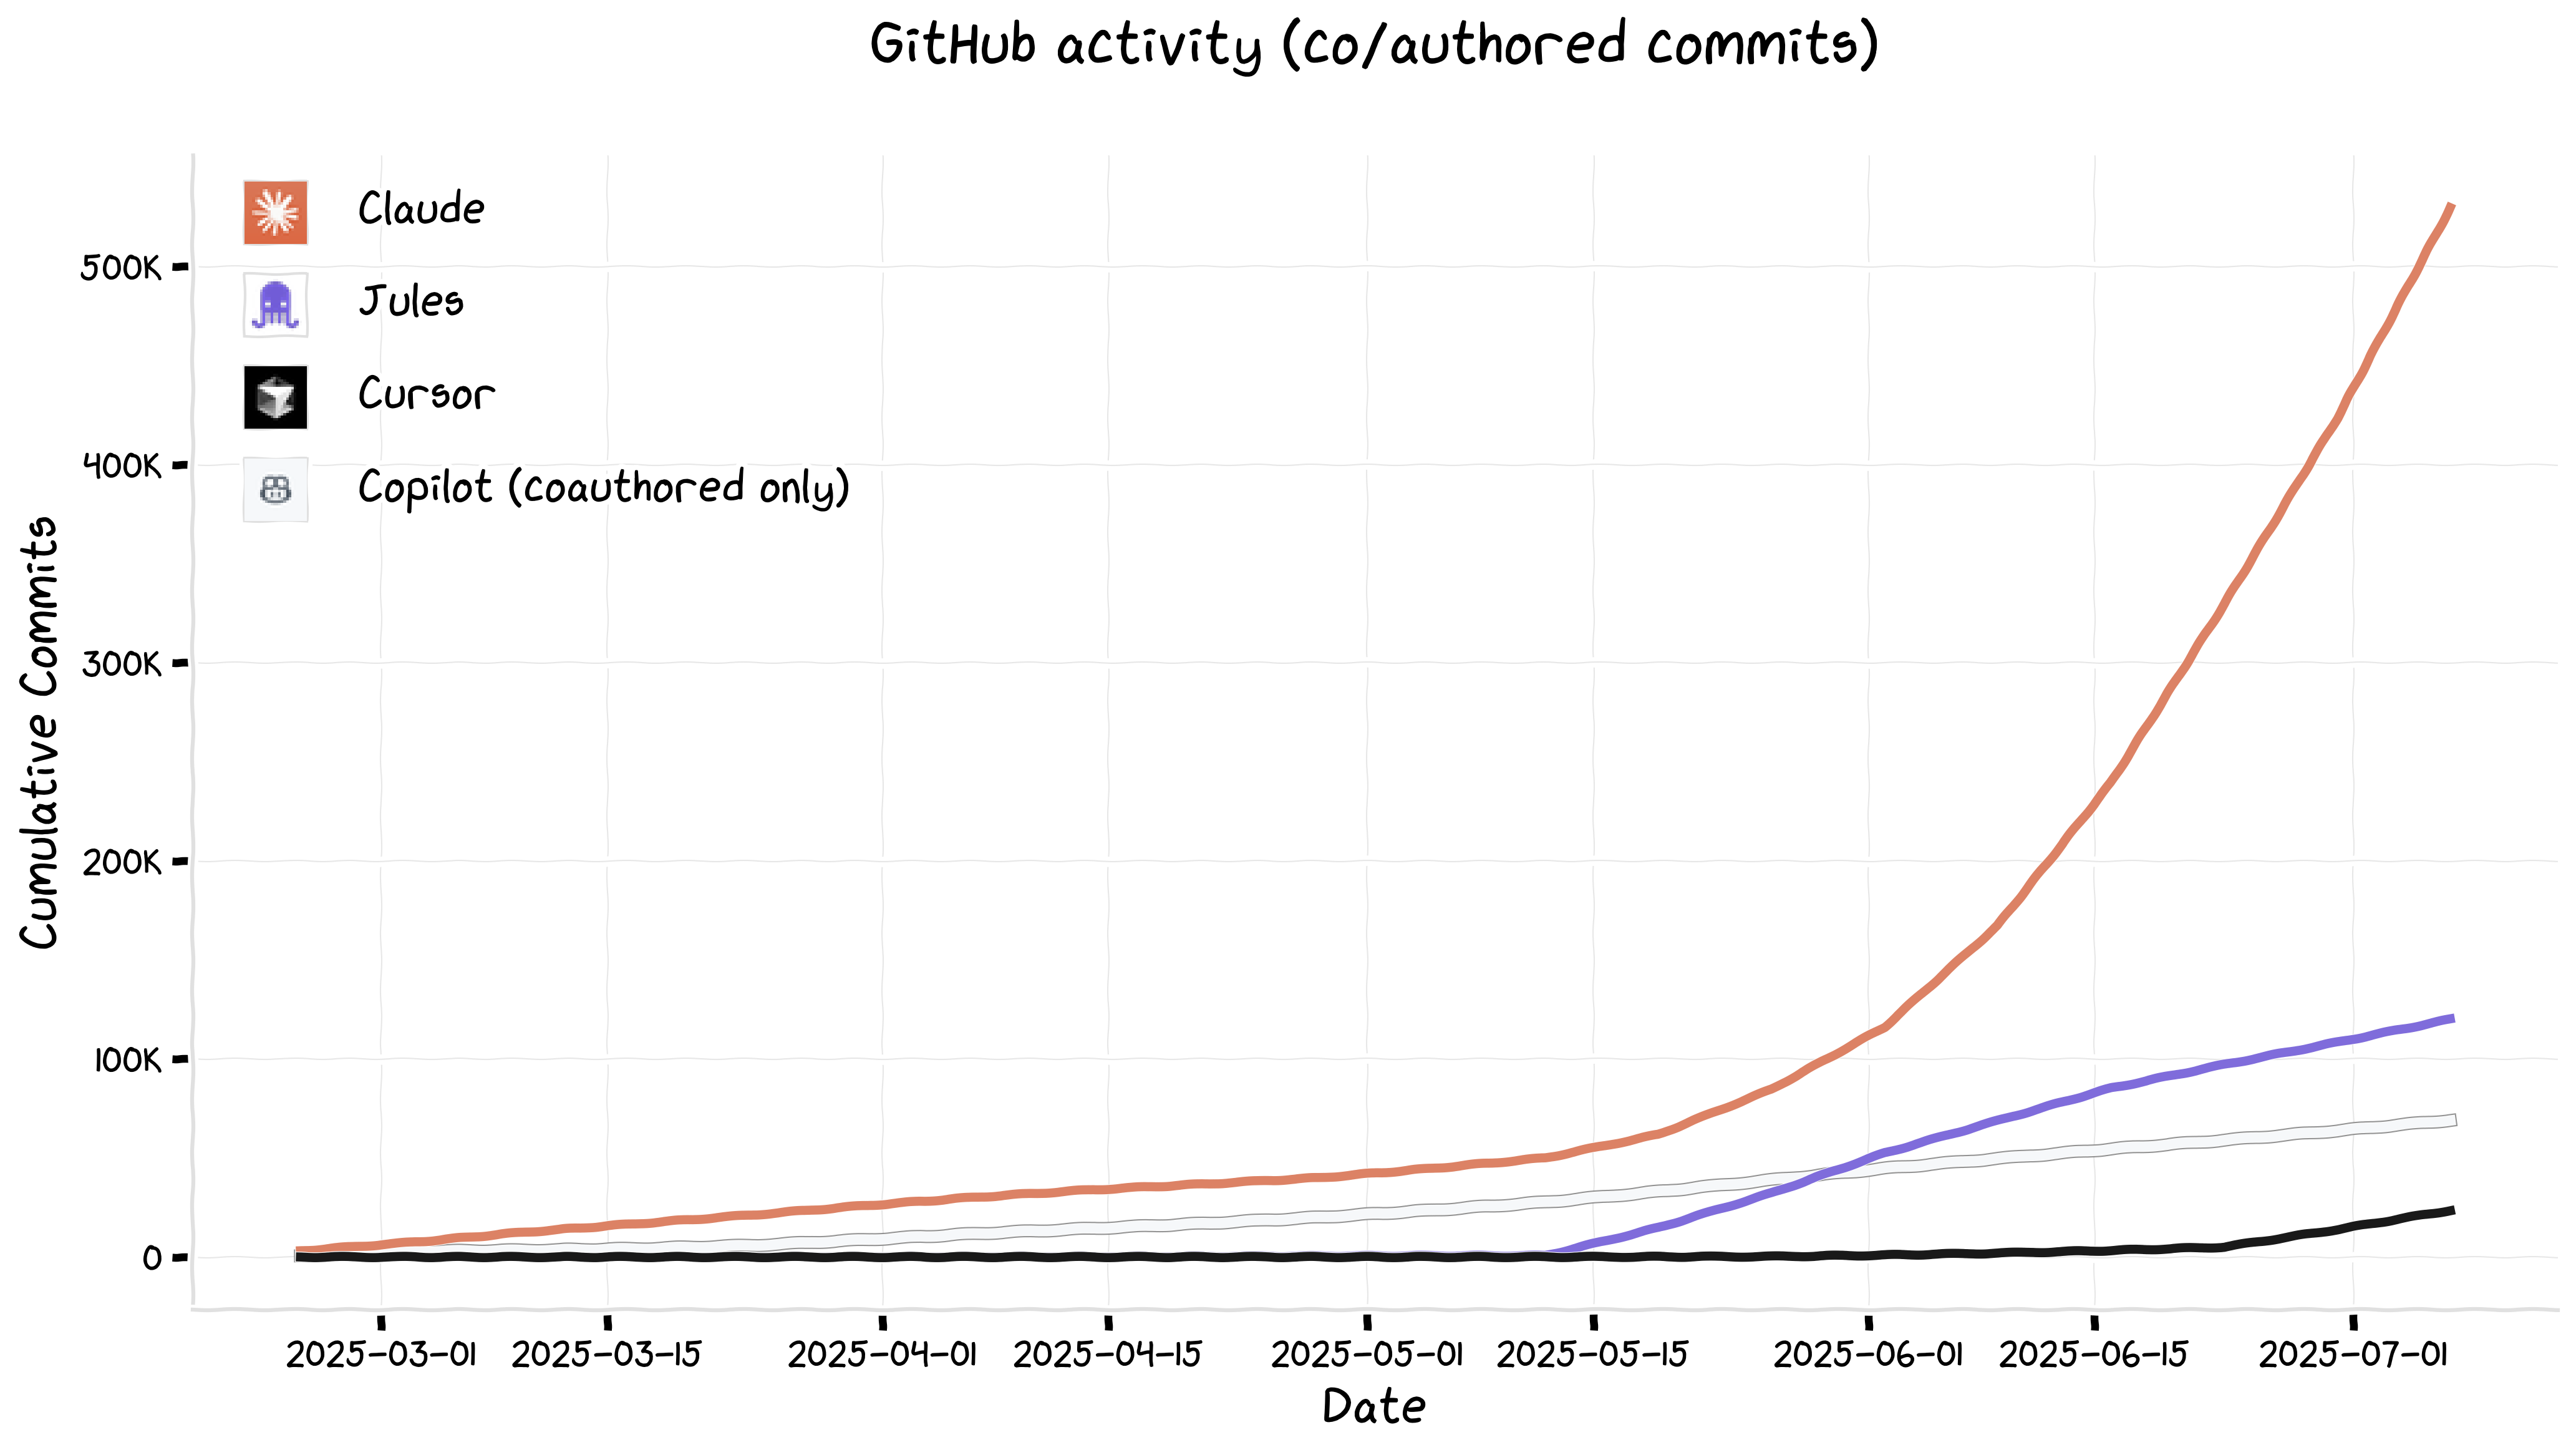 GitHub activity (co/authored commits)
Claude
Jules
Cursor
Copilot (coauthored only)
Cumulative Commits
500K
400K
300K
200K
100K
0
2025-03-01
2025-03-15
2025-04-01
2025-04-15
2025-05-01
2025-05-15
2025-06-01
2025-06-15
2025-07-01
Date